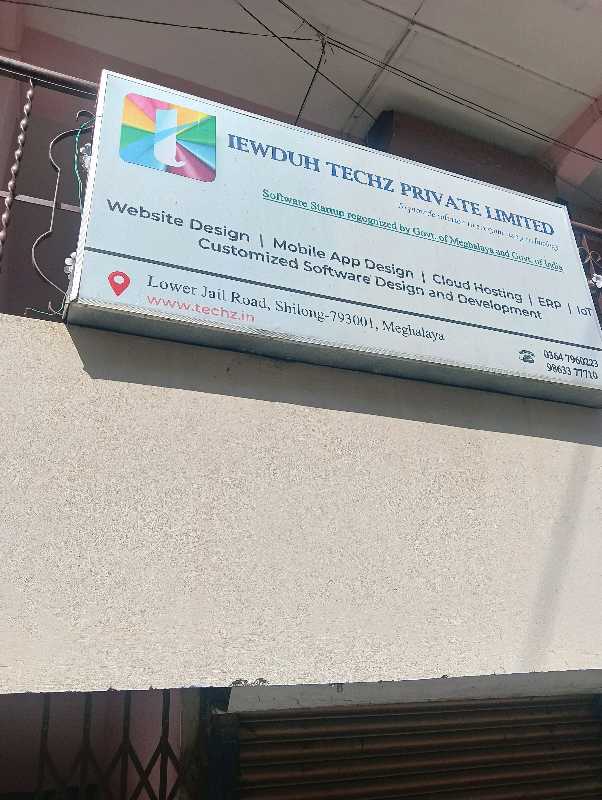 IEWDUH TECHZ PRIVATE LIMITED
Software Startup regognized by Govt. of Meghalaya and Govt. of India
Website Design | Mobile App Design | Cloud Hosting | ERP | IoT
Customized Software Design and Development
Lower Jail Road, Shilong-793001, Meghalaya
www.techz.in
0364 7960223
98633 77710